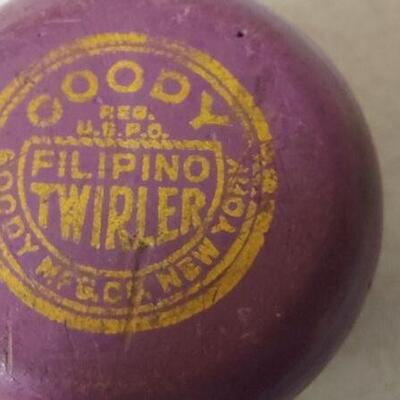 GOODY
REG.
U.S.P.O.
FILIPINO
TWIRLER
GOODY MFG. CO. NEW YORK